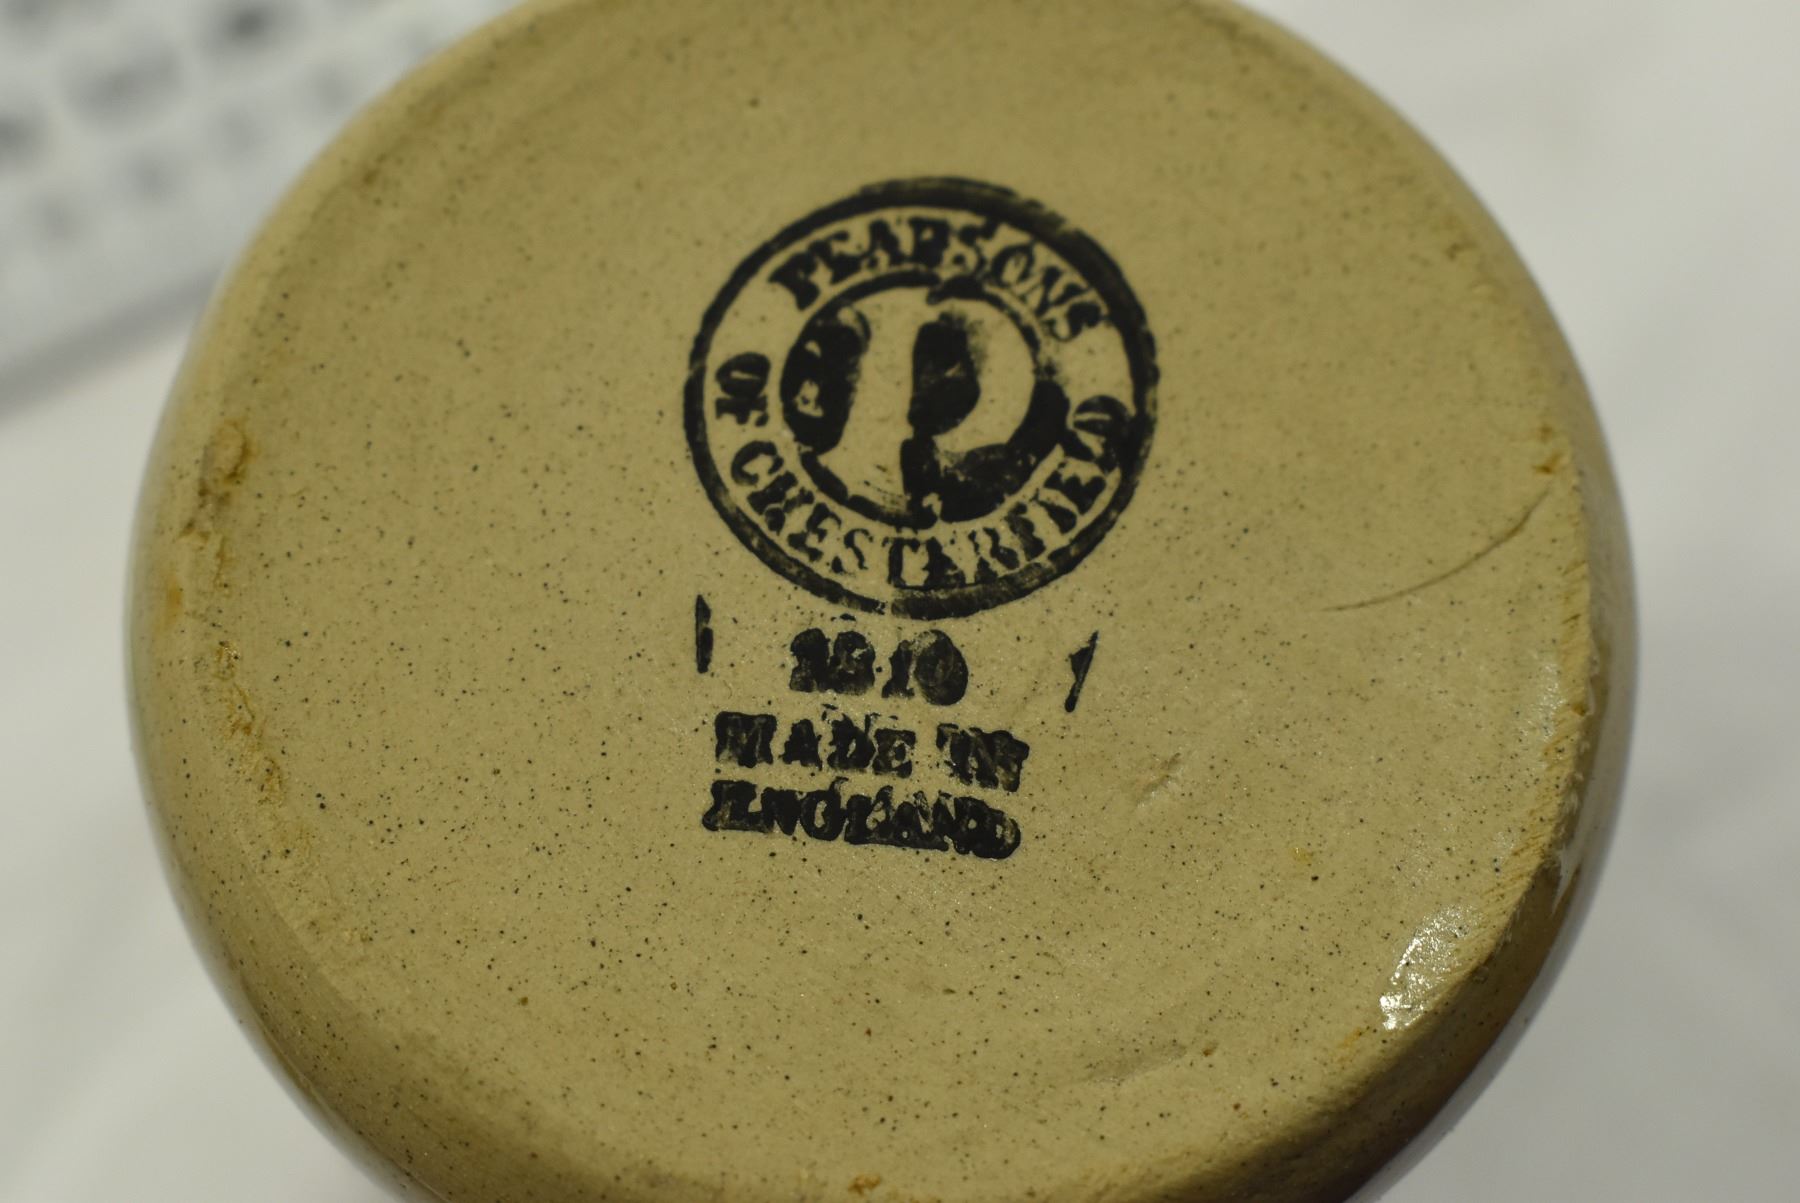 PEARSONS
OF CHESTERFIELD
P
1810
MADE IN
ENGLAND